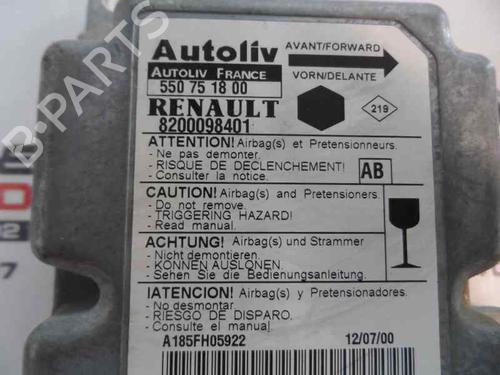 Autoliv
AVANT/FORWARD
AUTOLIV FRANCE
VORN/DELANTE
550 75 18 00
RENAULT
219
8200098401
ATTENTION! Airbag(s) et Pretensionneurs.
- Ne pas demonter.
- RISQUE DE DECLENCHEMENT!
- Consulter la notice.
AB
CAUTION! Airbag(s) and Pretensioners.
- Do not remove.
- TRIGGERING HAZARD!
- Read manual.
ACHTUNG! Airbag(s) und Strammer
- Nicht demontieren.
- KONNEN AUSLONEN.
- Sehen Sie die Bedienungsanleitung.
¡ATENCION! Airbag(s) y Pretensionadores.
- No desmontar.
- RIESGO DE DISPARO.
- Consulte el manual.
A185FH05922
12/07/00
B-Parts